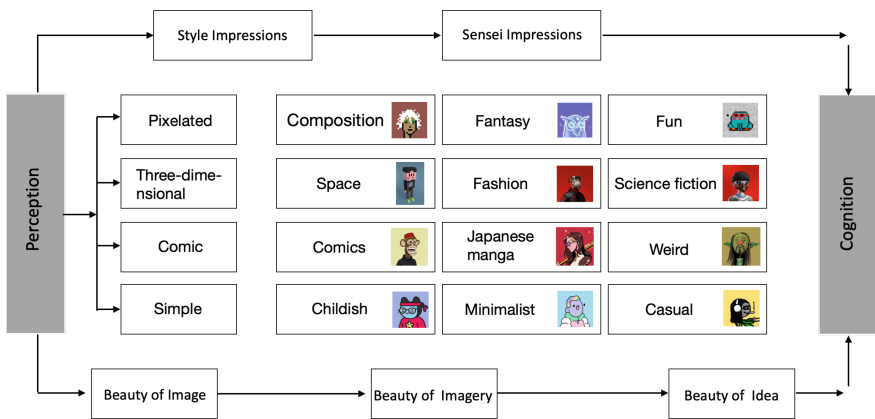 Style Impressions
Sensei Impressions
Perception
Pixelated
Composition
Fantasy
Fun
Three-dime-
nsional
Space
Fashion
Science fiction
Comic
Comics
Japanese
manga
Weird
Simple
Childish
Minimalist
Casual
Cognition
Beauty of Image
Beauty of Imagery
Beauty of Idea